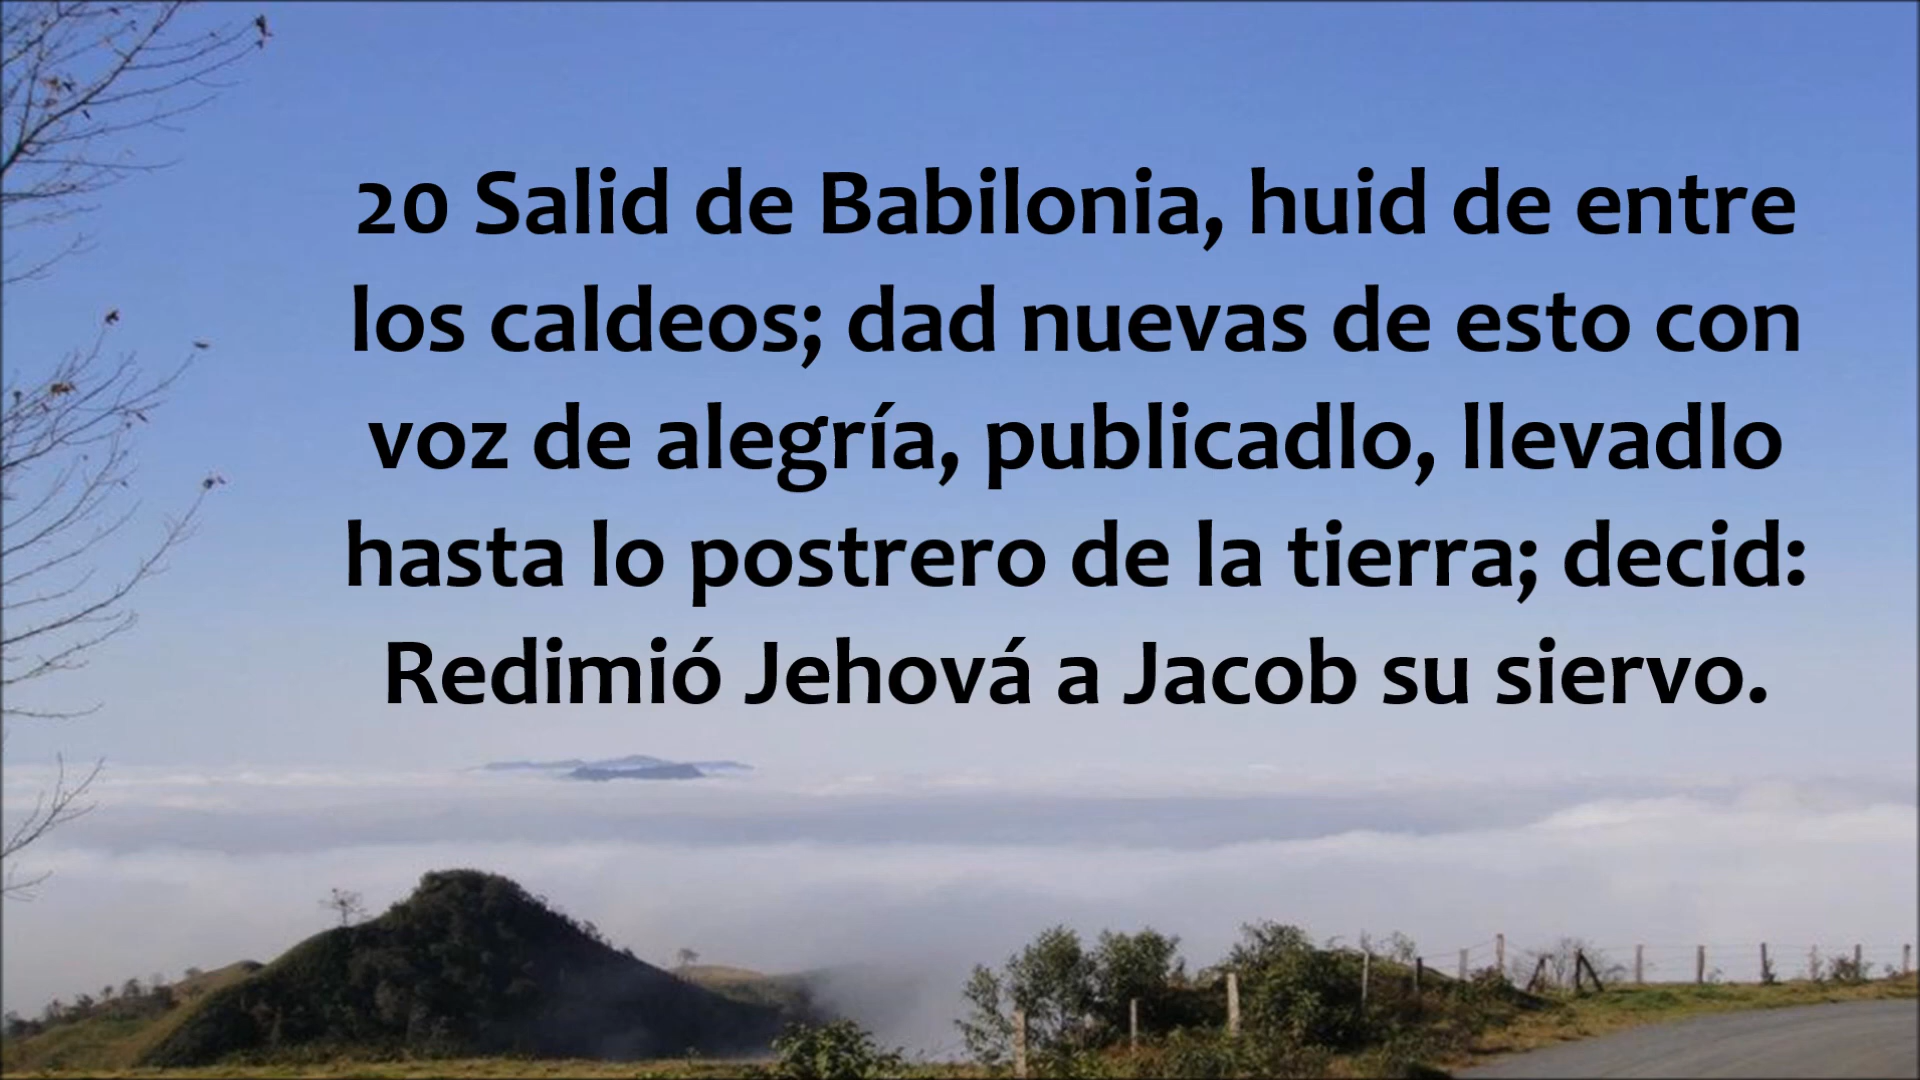 20 Salid de Babilonia, huid de entre
los caldeos; dad nuevas de esto con
voz de alegría, publicadlo, llevadlo
hasta lo postrero de la tierra; decid:
Redimió Jehová a Jacob su siervo.